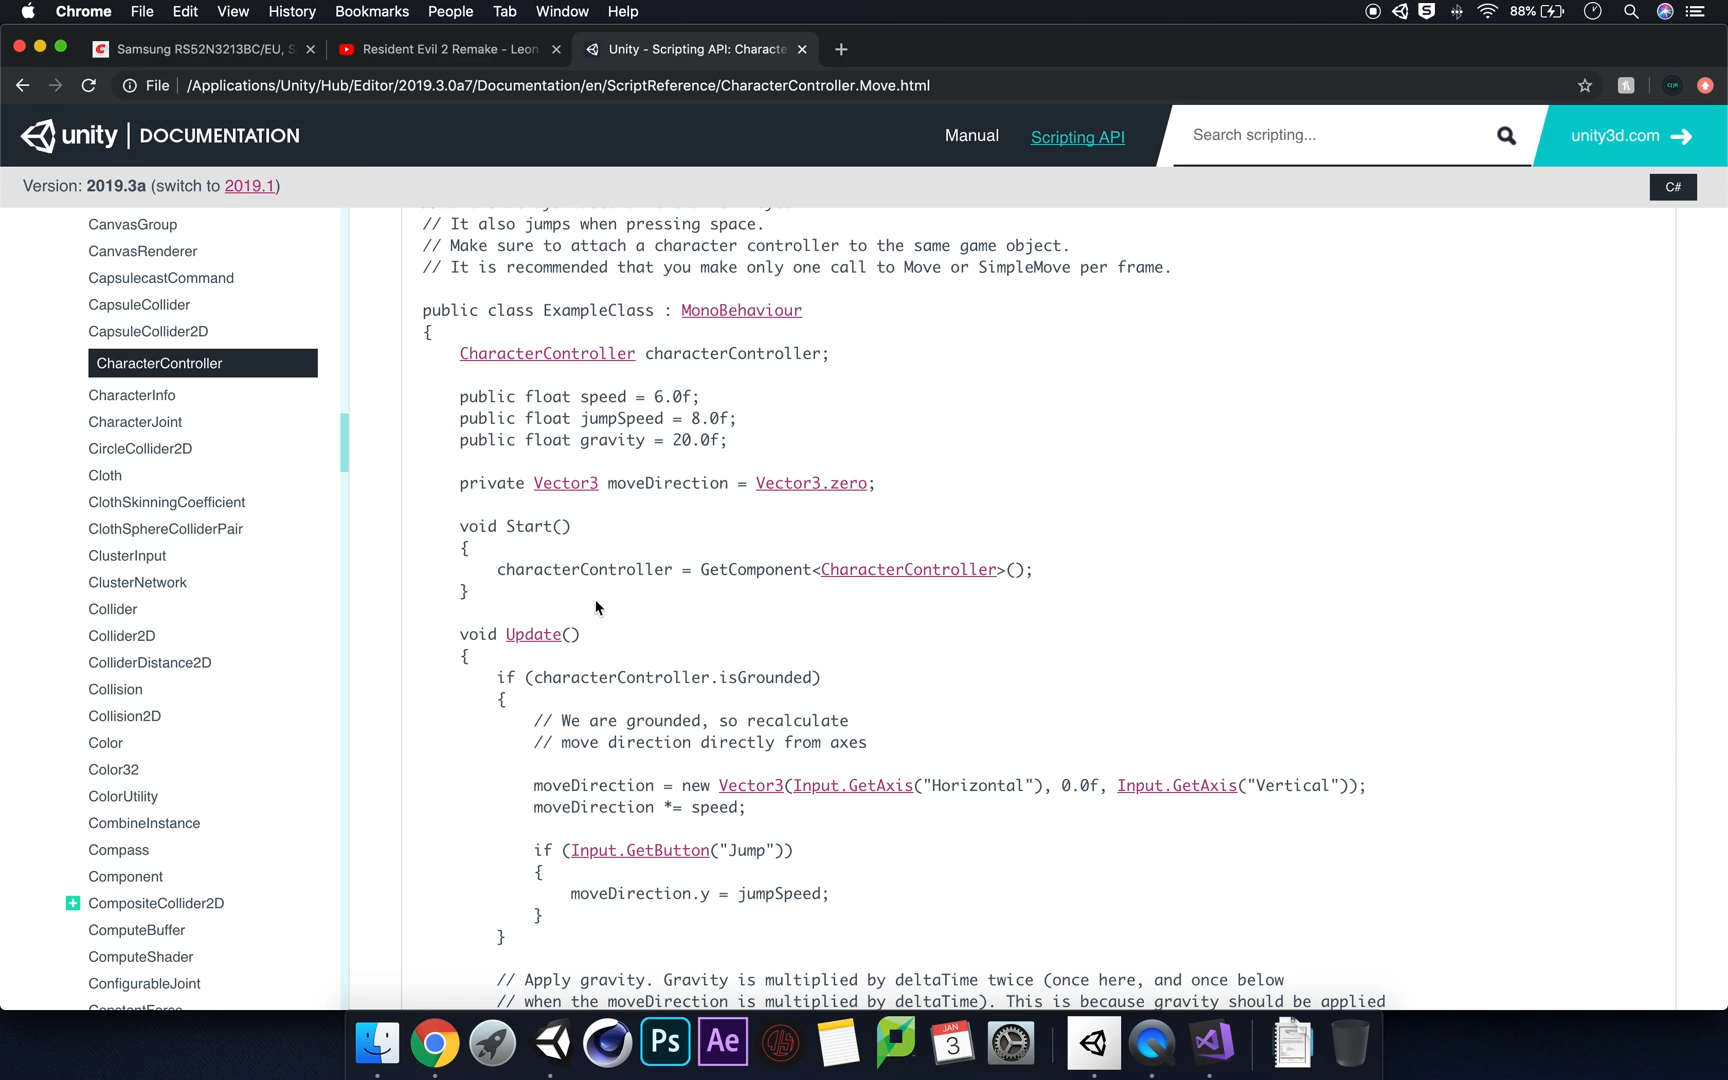 Chrome File Edit View History Bookmarks People Tab Window Help 88%
Samsung RS52N3213BC/EU, S Resident Evil 2 Remake - Leon Unity - Scripting API: Characte
File /Applications/Unity/Hub/Editor/2019.3.0a7/Documentation/en/ScriptReference/CharacterController.Move.html
unity | DOCUMENTATION Manual Scripting API Search scripting... unity3d.com
Version: 2019.3a (switch to 2019.1) C#
CanvasGroup
CanvasRenderer
CapsulecastCommand
CapsuleCollider
CapsuleCollider2D
CharacterController
CharacterInfo
CharacterJoint
CircleCollider2D
Cloth
ClothSkinningCoefficient
ClothSphereColliderPair
ClusterInput
ClusterNetwork
Collider
Collider2D
ColliderDistance2D
Collision
Collision2D
Color
Color32
ColorUtility
CombineInstance
Compass
Component
CompositeCollider2D
ComputeBuffer
ComputeShader
ConfigurableJoint
ConstantForce
// It also jumps when pressing space.
// Make sure to attach a character controller to the same game object.
// It is recommended that you make only one call to Move or SimpleMove per frame.
public class ExampleClass : MonoBehaviour
{
CharacterController characterController;
public float speed = 6.0f;
public float jumpSpeed = 8.0f;
public float gravity = 20.0f;
private Vector3 moveDirection = Vector3.zero;
void Start()
{
characterController = GetComponent<CharacterController>();
}
void Update()
{
if (characterController.isGrounded)
{
// We are grounded, so recalculate
// move direction directly from axes
moveDirection = new Vector3(Input.GetAxis("Horizontal"), 0.0f, Input.GetAxis("Vertical"));
moveDirection *= speed;
if (Input.GetButton("Jump"))
{
moveDirection.y = jumpSpeed;
}
}
// Apply gravity. Gravity is multiplied by deltaTime twice (once here, and once below
// when the moveDirection is multiplied by deltaTime). This is because gravity should be applied
Ps Ae JAN 3